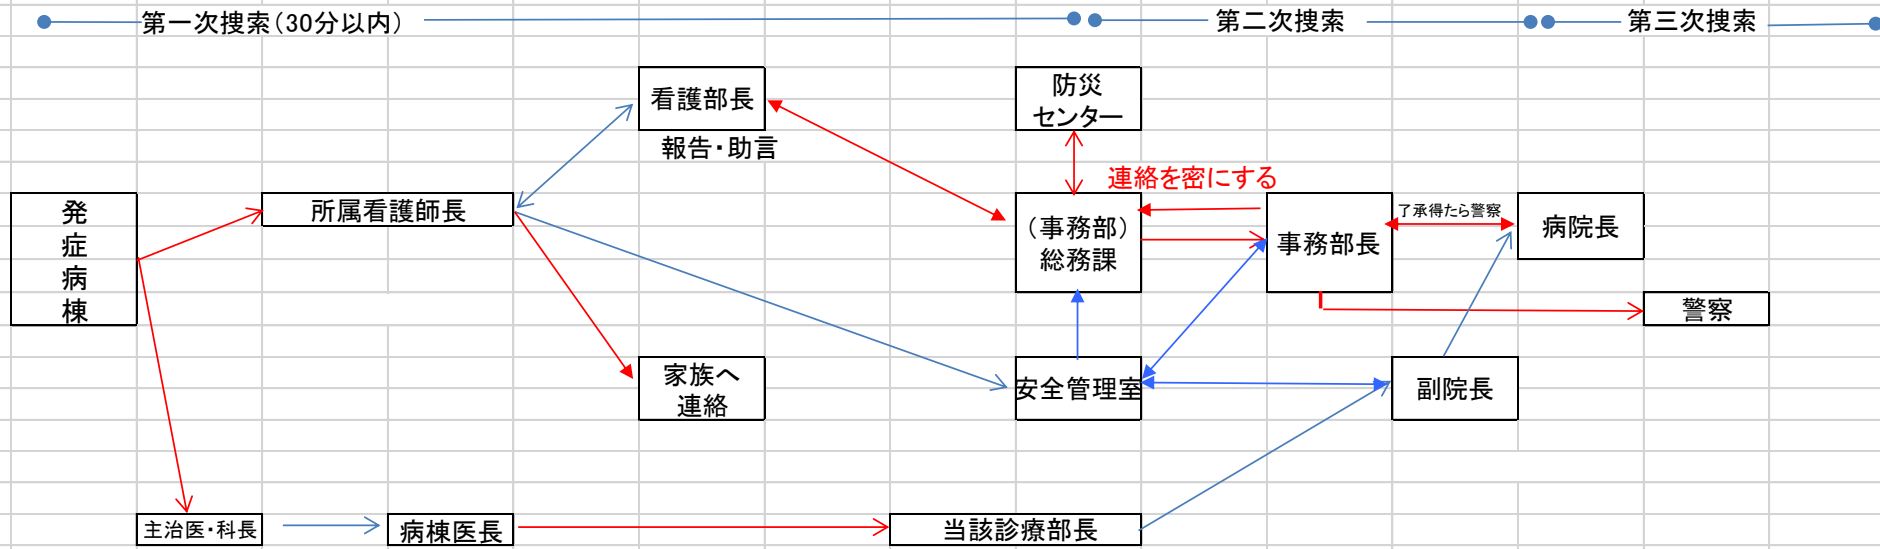 第一次捜索（30分以内）
第二次捜索
第三次捜索
看護部長
報告・助言
防災
センター
連絡を密にする
発
症
病
棟
所属看護師長
（事務部）
総務課
事務部長
了承得たら警察
病院長
警察
家族へ
連絡
安全管理室
副院長
主治医・科長
病棟医長
当該診療部長